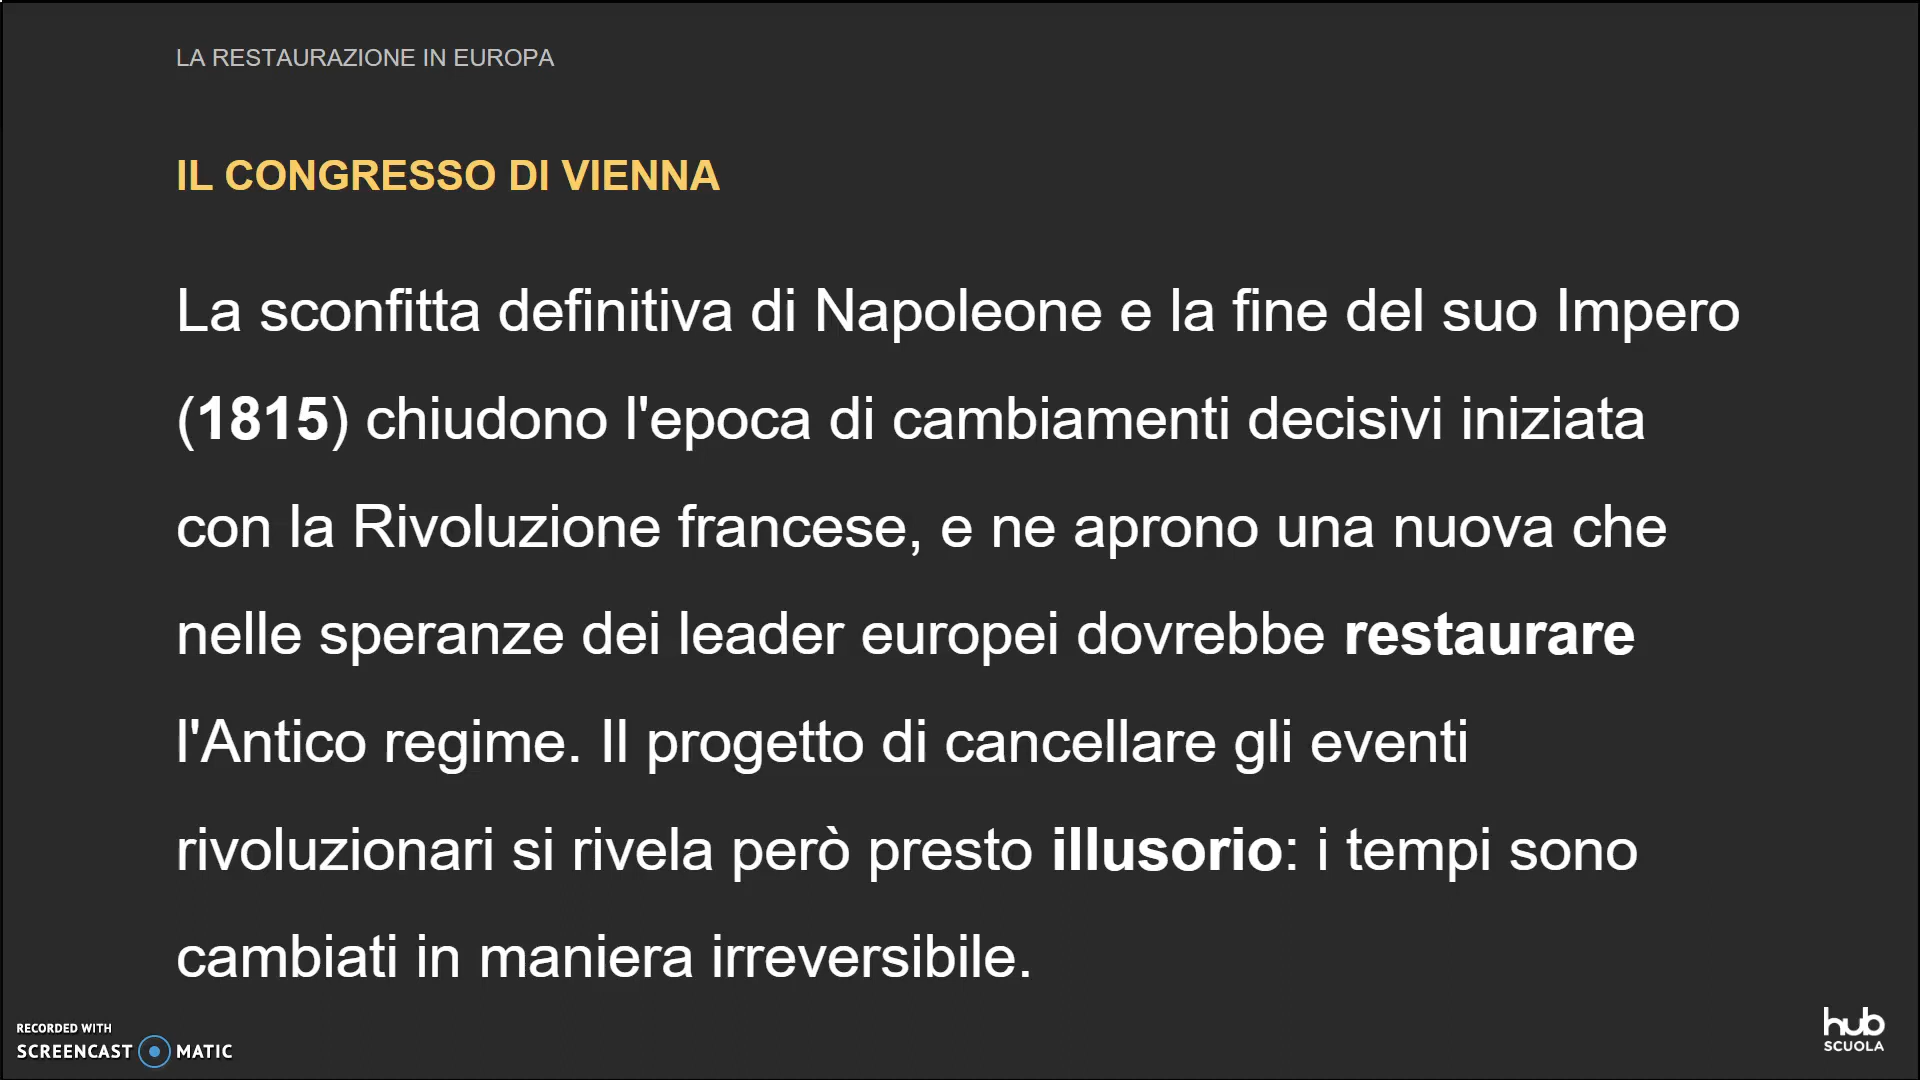 LA RESTAURAZIONE IN EUROPA
IL CONGRESSO DI VIENNA
La sconfitta definitiva di Napoleone e la fine del suo Impero
(1815) chiudono l'epoca di cambiamenti decisivi iniziata
con la Rivoluzione francese, e ne aprono una nuova che
nelle speranze dei leader europei dovrebbe restaurare
l'Antico regime. Il progetto di cancellare gli eventi
rivoluzionari si rivela però presto illusorio: i tempi sono
cambiati in maniera irreversibile.
RECORDED WITH
SCREENCAST MATIC
hub
SCUOLA